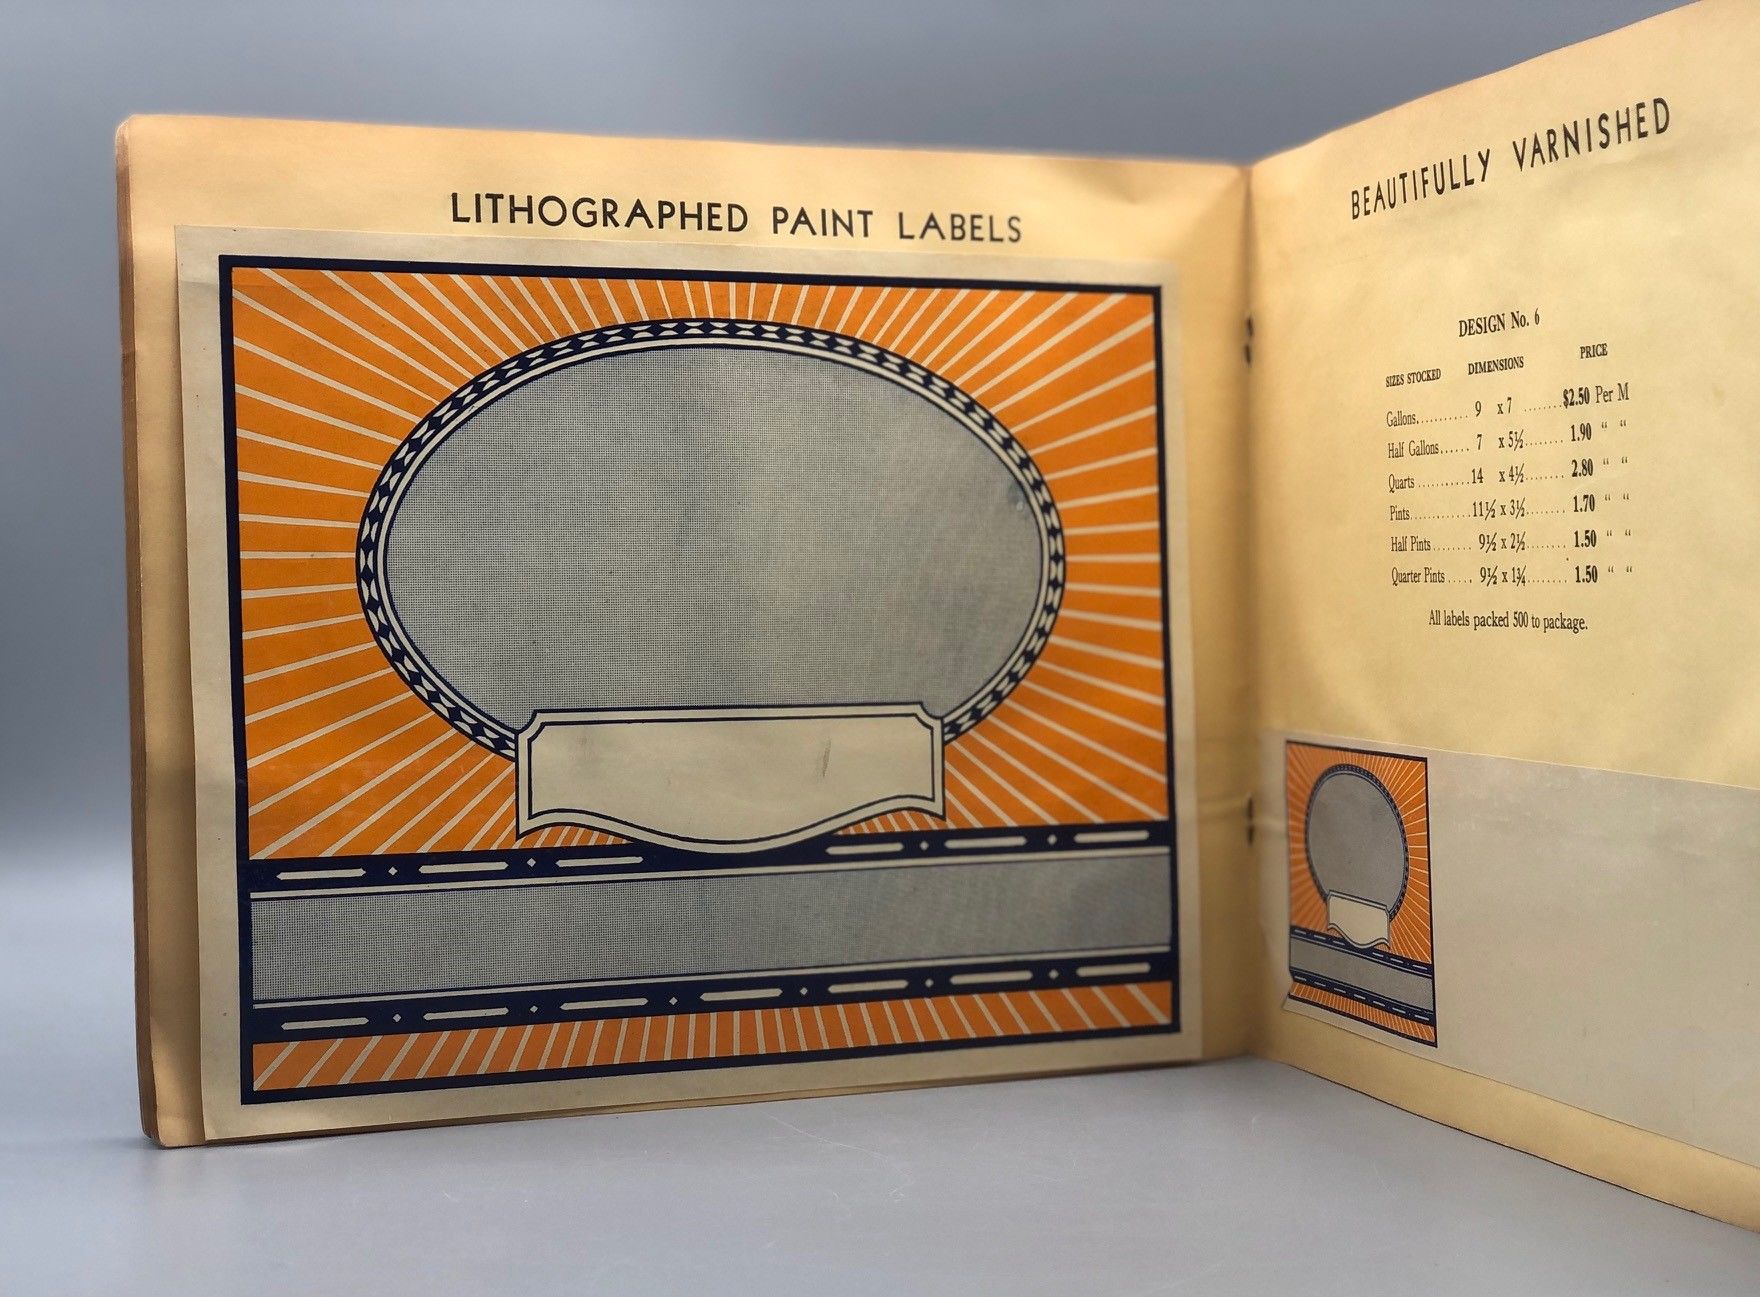 LITHOGRAPHED PAINT LABELS
BEAUTIFULLY VARNISHED
DESIGN No. 6
SIZES STOCKED DIMENSIONS PRICE
Gallons.......... 9 x 7 ........$2.50 Per M
Half Gallons...... 7 x 5½........ 1.90 “ “
Quarts ...........14 x 4½........ 2.80 “ “
Pints.............11½ x 3½........ 1.70 “ “
Half Pints........ 9½ x 2½........ 1.50 “ “
Quarter Pints..... 9½ x 1¾........ 1.50 “ “
All labels packed 500 to package.